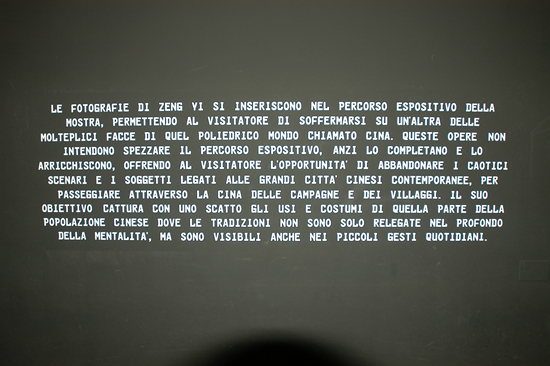 LE FOTOGRAFIE DI ZENG YI SI INSERISCONO NEL PERCORSO ESPOSITIVO DELLA
MOSTRA, PERMETTENDO AL VISITATORE DI SOFFERMARSI SU UN'ALTRA DELLE
MOLTEPLICI FACCE DI QUEL POLIEDRICO MONDO CHIAMATO CINA. QUESTE OPERE NON
INTENDONO SPEZZARE IL PERCORSO ESPOSITIVO, ANZI LO COMPLETANO E LO
ARRICCHISCONO, OFFRENDO AL VISITATORE L'OPPORTUNITA' DI ABBANDONARE I CAOTICI
SCENARI E I SOGGETTI LEGATI ALLE GRANDI CITTA' CINESI CONTEMPORANEE, PER
PASSEGGIARE ATTRAVERSO LA CINA DELLE CAMPAGNE E DEI VILLAGGI. IL SUO
OBIETTIVO CATTURA CON UNO SCATTO GLI USI E COSTUMI DI QUELLA PARTE DELLA
POPOLAZIONE CINESE DOVE LE TRADIZIONI NON SONO SOLO RELEGATE NEL PROFONDO
DELLA MENTALITA', MA SONO VISIBILI ANCHE NEI PICCOLI GESTI QUOTIDIANI.